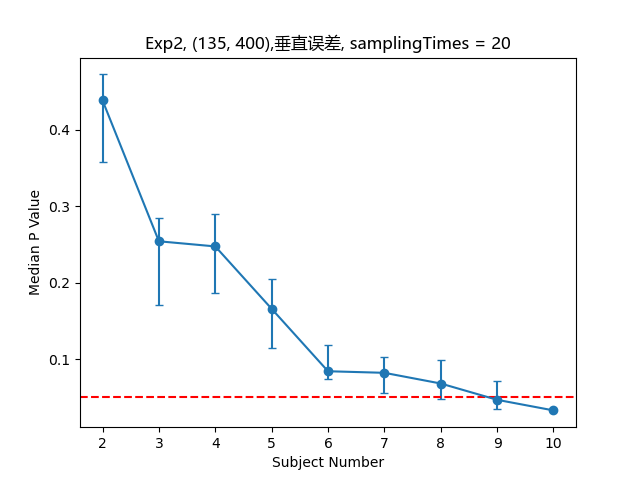 Exp2, (135, 400),垂直误差, samplingTimes = 20
Median P Value
0.4
0.3
0.2
0.1
2 3 4 5 6 7 8 9 10
Subject Number